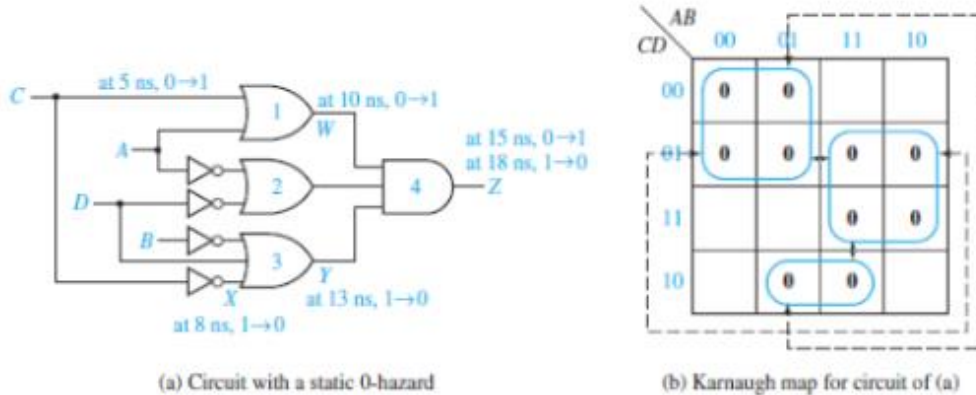 C
at 5 ns, 0→1
1
at 10 ns, 0→1
W
A
2
D
4
at 15 ns, 0→1
at 18 ns, 1→0
Z
B
3
X
Y
at 13 ns, 1→0
at 8 ns, 1→0
(a) Circuit with a static 0-hazard
AB
CD
00 01 11 10
00 0 0
01 0 0 0 0
11 0 0
10 0 0
(b) Karnaugh map for circuit of (a)